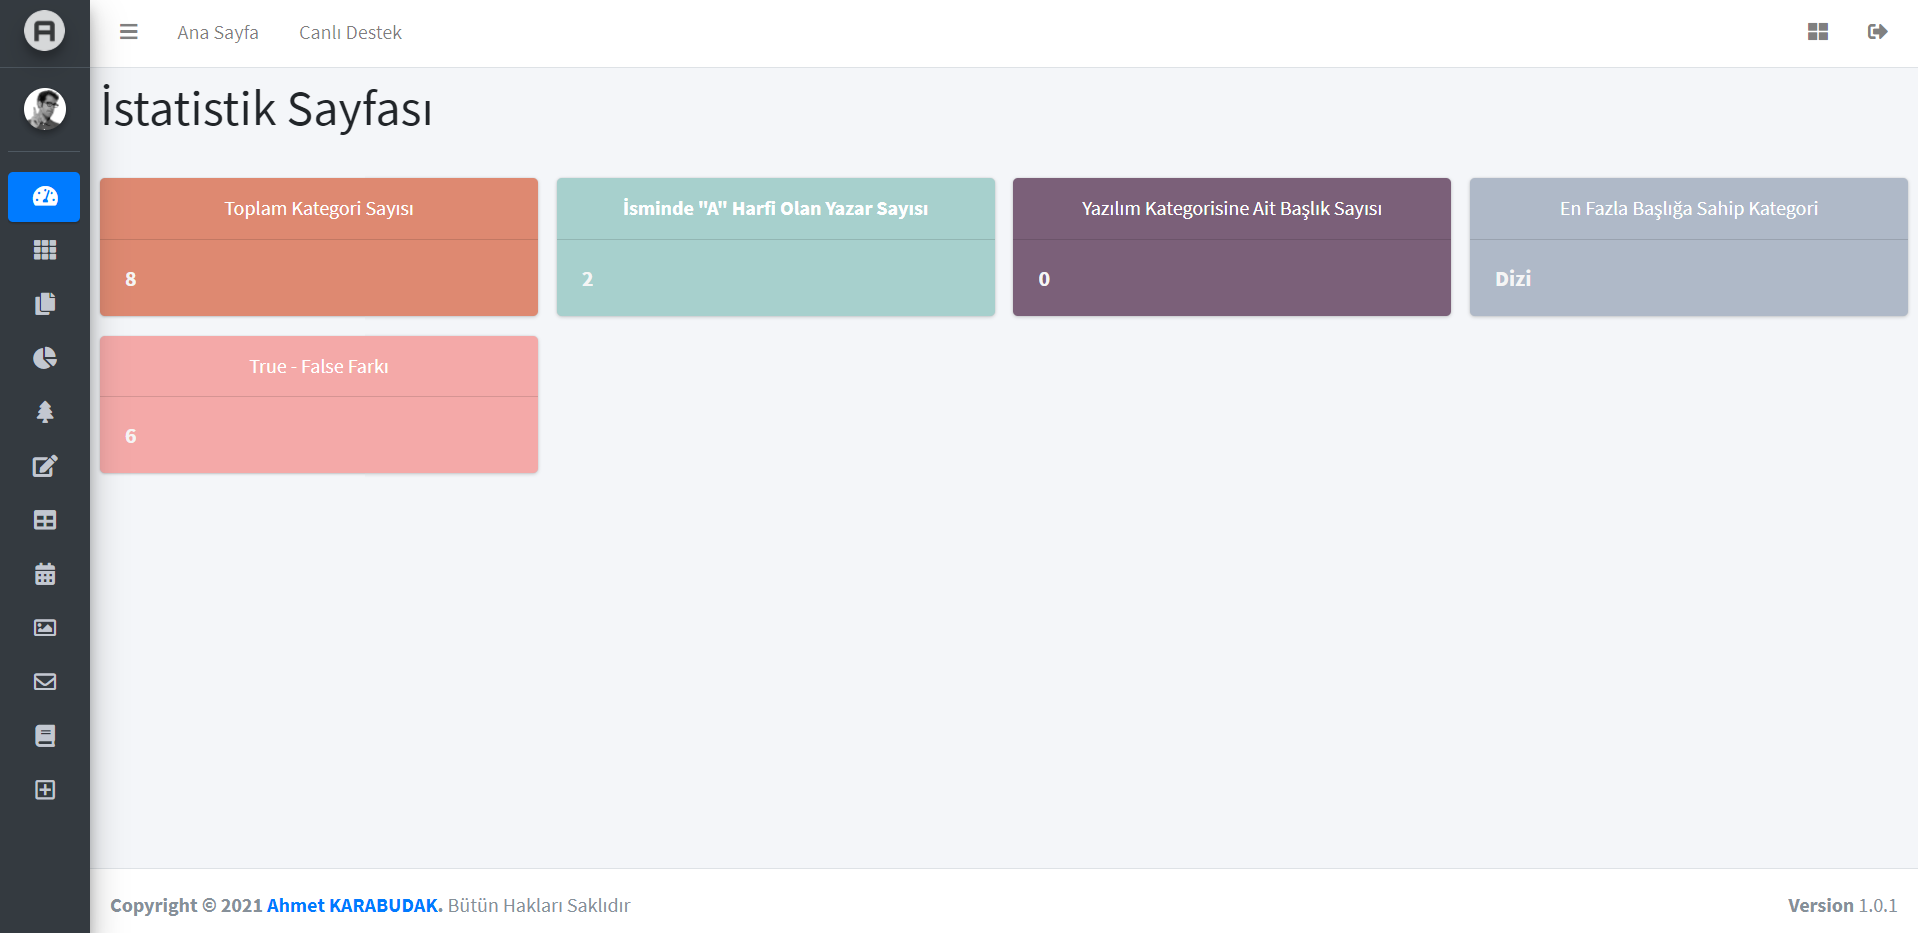 Ana Sayfa Canlı Destek
İstatistik Sayfası
Toplam Kategori Sayısı
8
İsminde "A" Harfi Olan Yazar Sayısı
2
Yazılım Kategorisine Ait Başlık Sayısı
0
En Fazla Başlığa Sahip Kategori
Dizi
True - False Farkı
6
Copyright © 2021 Ahmet KARABUDAK. Bütün Hakları Saklıdır
Version 1.0.1